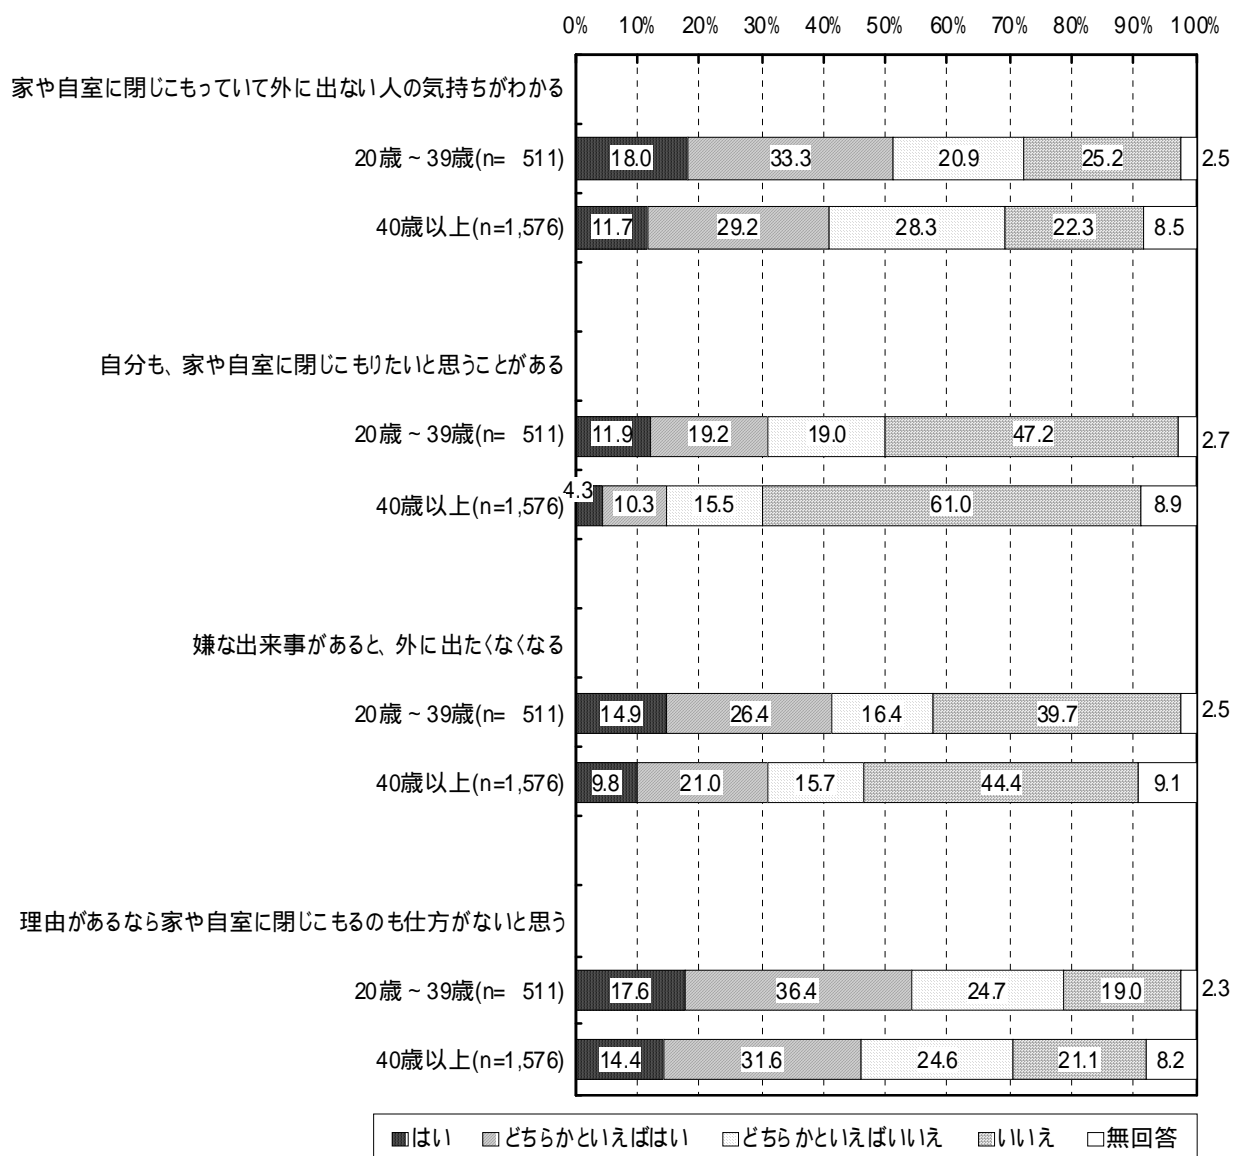 0% 10% 20% 30% 40% 50% 60% 70% 80% 90% 100%
家や自室に閉じこもっていて外に出ない人の気持ちがわかる
20歳～39歳(n= 511) 18.0 33.3 20.9 25.2 2.5
40歳以上(n=1,576) 11.7 29.2 28.3 22.3 8.5
自分も、家や自室に閉じこもりたいと思うことがある
20歳～39歳(n= 511) 11.9 19.2 19.0 47.2 2.7
40歳以上(n=1,576) 4.3 10.3 15.5 61.0 8.9
嫌な出来事があると、外に出たくなくなる
20歳～39歳(n= 511) 14.9 26.4 16.4 39.7 2.5
40歳以上(n=1,576) 9.8 21.0 15.7 44.4 9.1
理由があるなら家や自室に閉じこもるのも仕方がないと思う
20歳～39歳(n= 511) 17.6 36.4 24.7 19.0 2.3
40歳以上(n=1,576) 14.4 31.6 24.6 21.1 8.2
はい どちらかといえばはい どちらかといえばいいえ いいえ 無回答